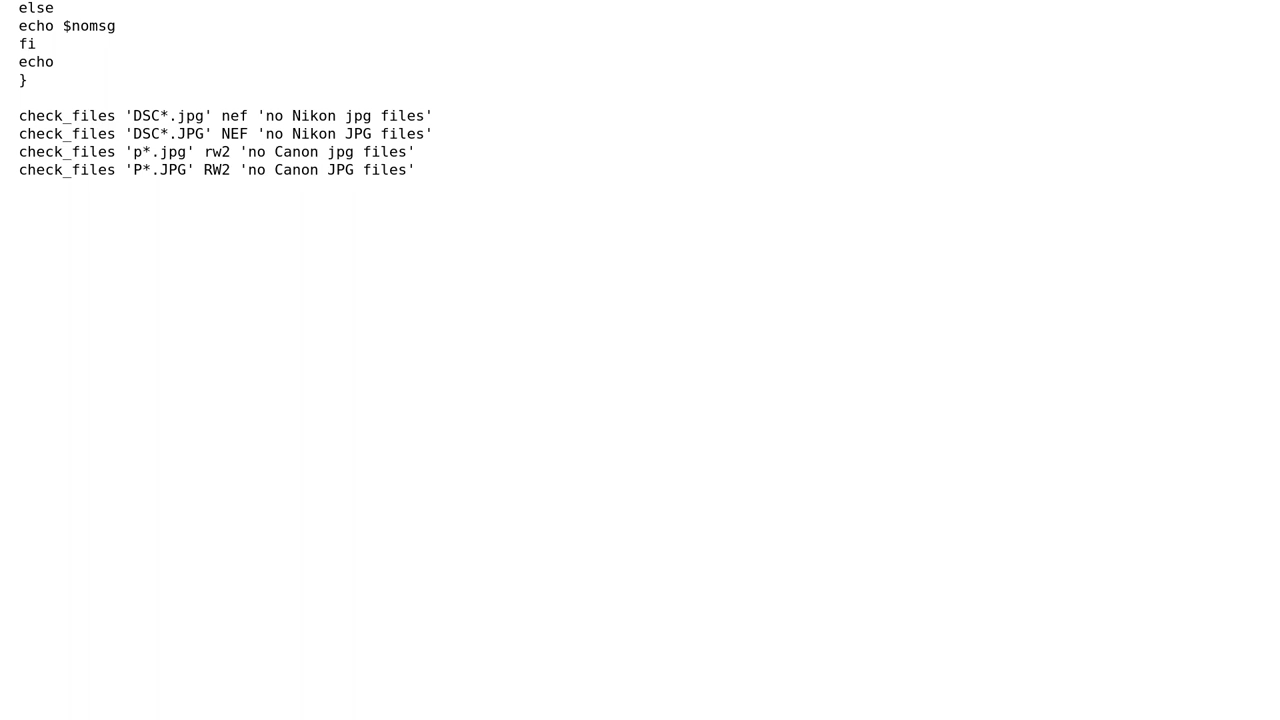 else
echo $nomsg
fi
echo
}
check_files 'DSC*.jpg' nef 'no Nikon jpg files'
check_files 'DSC*.JPG' NEF 'no Nikon JPG files'
check_files 'p*.jpg' rw2 'no Canon jpg files'
check_files 'P*.JPG' RW2 'no Canon JPG files'